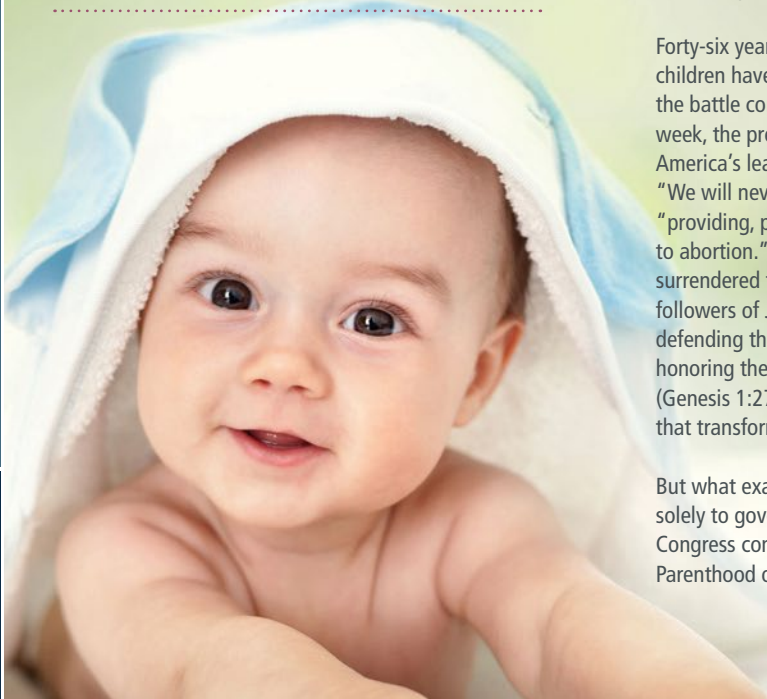 Forty-six year
children have
the battle co
week, the pr
America's lea
"We will nev
"providing, p
to abortion."
surrendered
followers of
defending th
honoring the
(Genesis 1:27
that transfor
But what exa
solely to gov
Congress con
Parenthood